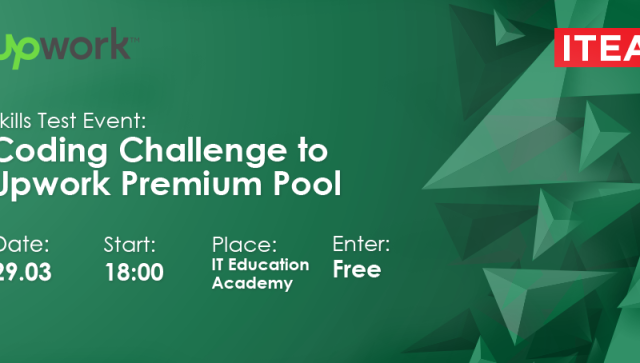 upwork™
ITEA
kills Test Event:
Coding Challenge to
Upwork Premium Pool
Date:
29.03
Start:
18:00
Place:
IT Education
Academy
Enter:
Free